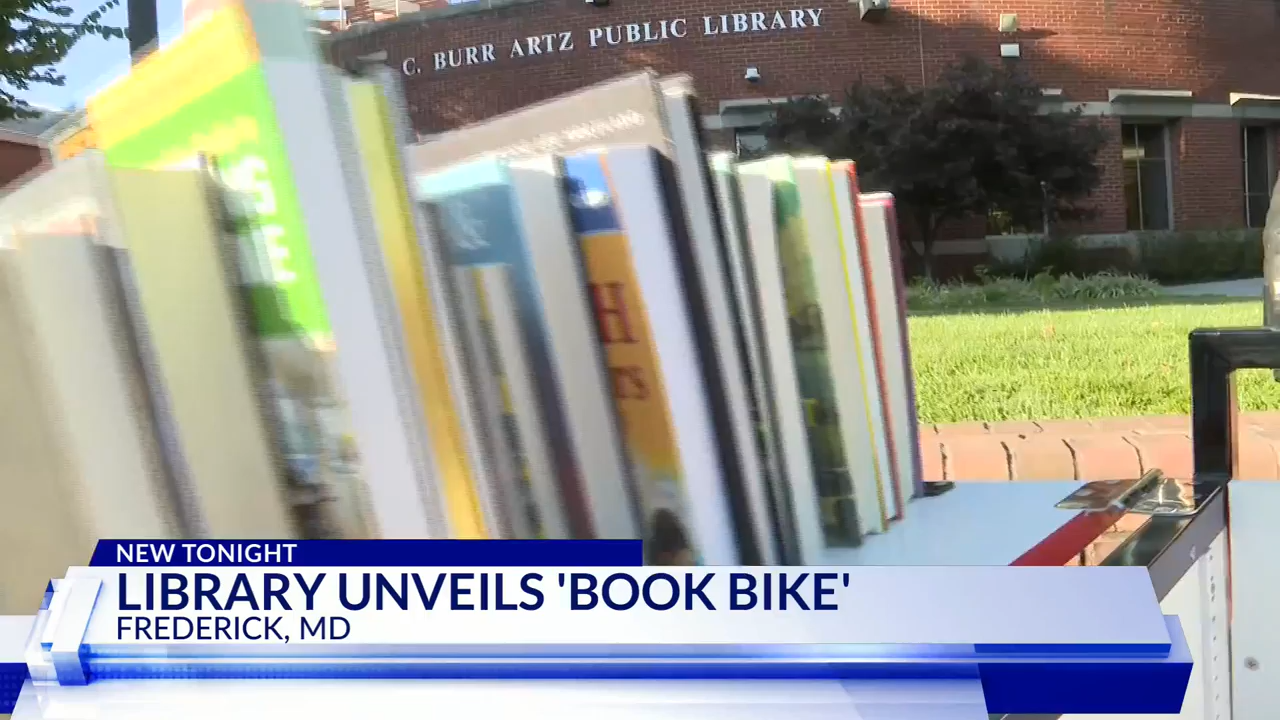 C. BURR ARTZ PUBLIC LIBRARY
NEW TONIGHT
LIBRARY UNVEILS 'BOOK BIKE'
FREDERICK, MD